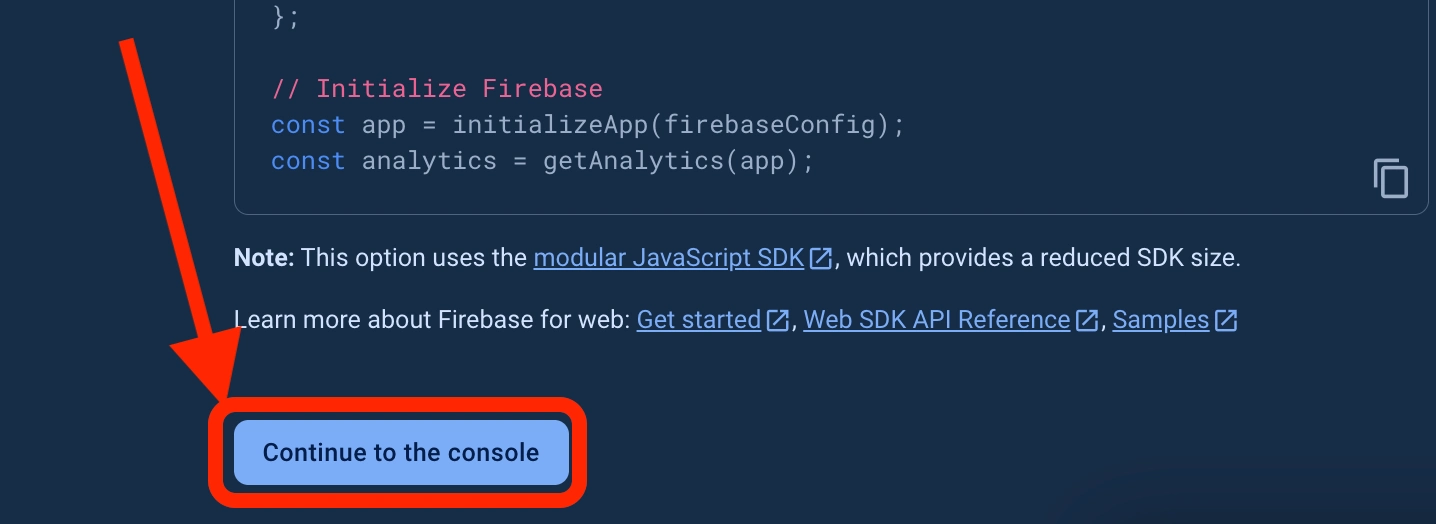 };
// Initialize Firebase
const app = initializeApp(firebaseConfig);
const analytics = getAnalytics(app);
Note: This option uses the modular JavaScript SDK, which provides a reduced SDK size.
Learn more about Firebase for web: Get started, Web SDK API Reference, Samples
Continue to the console